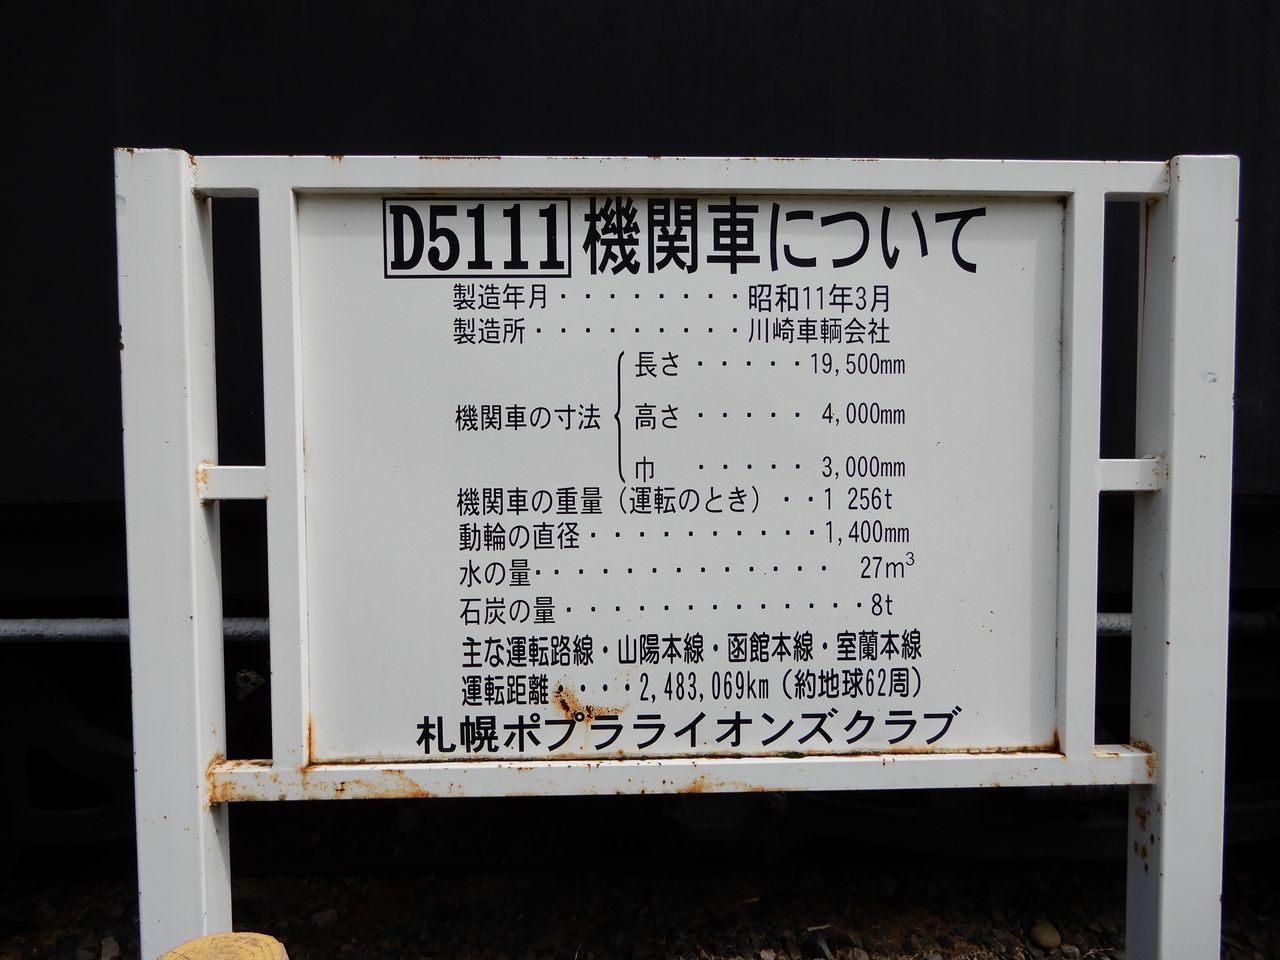 D5111 機関車について
製造年月・・・・・・・・昭和11年3月
製造所・・・・・・・・・川崎車輌会社
機関車の寸法
長さ・・・・・19,500mm
高さ・・・・・4,000mm
巾・・・・・3,000mm
機関車の重量（運転のとき）・・1 256t
動輪の直径・・・・・・・・・・1,400mm
水の量・・・・・・・・・・・・・27m³
石炭の量・・・・・・・・・・・・・8t
主な運転路線・山陽本線・函館本線・室蘭本線
運転距離・・・・2,483,069km（約地球62周）
札幌ポプラライオンズクラブ